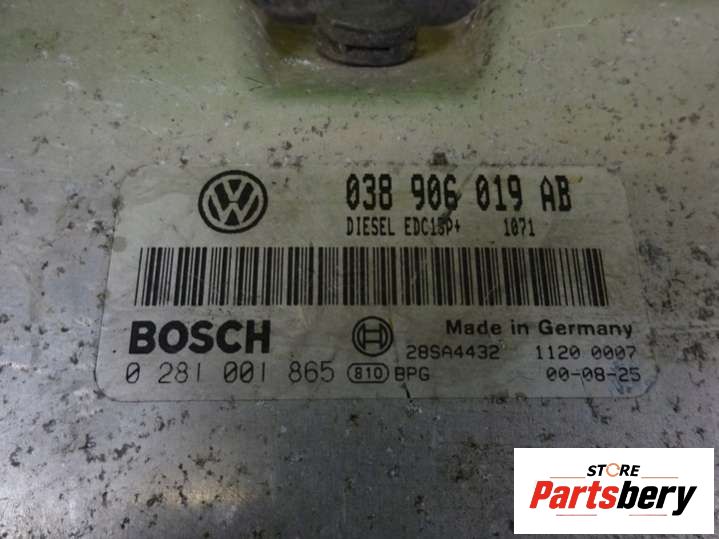 038 906 019 AB
DIESEL EDC15P+ 1071
BOSCH
Made in Germany
28SA4432 1120 0007
0 281 001 865 810 BPG 00-08-25
STORE
Partsbery